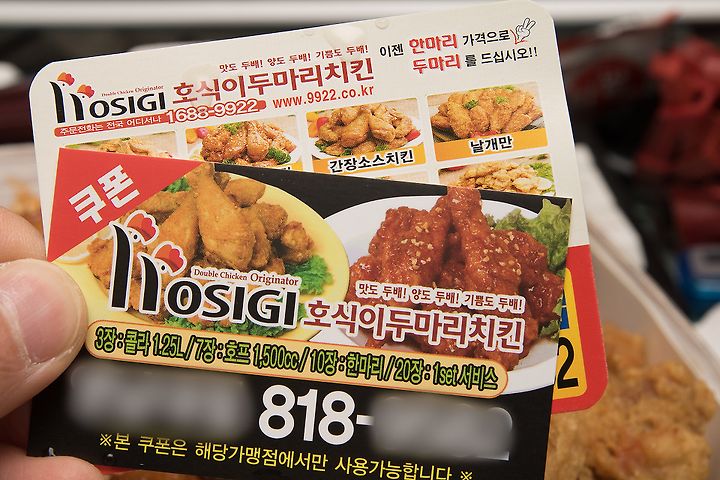 맛도 두배! 양도 두배! 기쁨도 두배!
이젠 한마리 가격으로
두마리를 드십시오!!
Double Chicken Originator
HOSIGI 호식이두마리치킨
주문전화는 전국 어디서나 1688-9922 www.9922.co.kr
간장소스치킨
날개만
쿠폰
Double Chicken Originator
맛도 두배! 양도 두배! 기쁨도 두배!
HOSIGI 호식이두마리치킨
3장:콜라 1.25L/7장:호프 1,500cc/10장:한마리/20장:1set 서비스
818-
※본 쿠폰은 해당가맹점에서만 사용가능합니다 ※
2